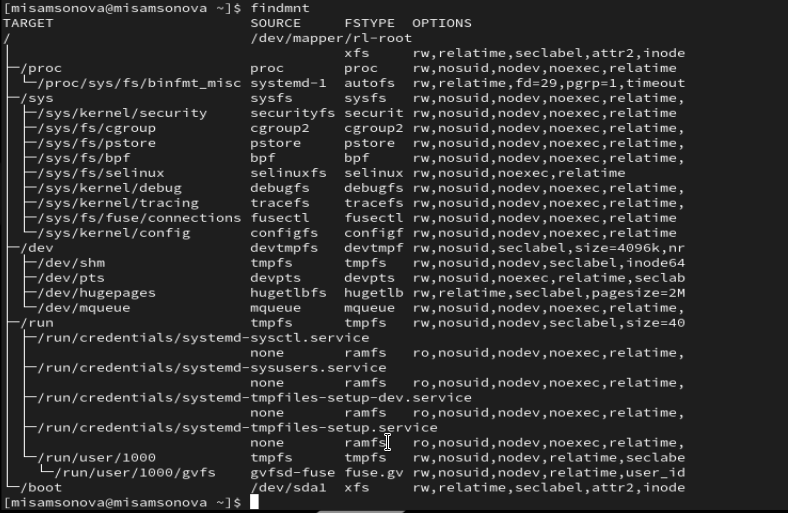 [misamsonova@misamsonova ~]$ findmnt
TARGET                      SOURCE     FSTYPE  OPTIONS
/                           /dev/mapper/rl-root
│                                      xfs     rw,relatime,seclabel,attr2,inode
├─/proc                     proc       proc    rw,nosuid,nodev,noexec,relatime
│ └─/proc/sys/fs/binfmt_misc systemd-1  autofs  rw,relatime,fd=29,pgrp=1,timeout
├─/sys                      sysfs      sysfs   rw,nosuid,nodev,noexec,relatime,
│ ├─/sys/kernel/security    securityfs securit rw,nosuid,nodev,noexec,relatime
│ ├─/sys/fs/cgroup          cgroup2    cgroup2 rw,nosuid,nodev,noexec,relatime,
│ ├─/sys/fs/pstore          pstore     pstore  rw,nosuid,nodev,noexec,relatime,
│ ├─/sys/fs/bpf             bpf        bpf     rw,nosuid,nodev,noexec,relatime,
│ ├─/sys/fs/selinux         selinuxfs  selinux rw,nosuid,noexec,relatime
│ ├─/sys/kernel/debug       debugfs    debugfs rw,nosuid,nodev,noexec,relatime,
│ ├─/sys/kernel/tracing     tracefs    tracefs rw,nosuid,nodev,noexec,relatime,
│ ├─/sys/fs/fuse/connections fusectl    fusectl rw,nosuid,nodev,noexec,relatime
│ └─/sys/kernel/config      configfs   configf rw,nosuid,nodev,noexec,relatime
├─/dev                      devtmpfs   devtmpf rw,nosuid,seclabel,size=4096k,nr
│ ├─/dev/shm                tmpfs      tmpfs   rw,nosuid,nodev,seclabel,inode64
│ ├─/dev/pts                devpts     devpts  rw,nosuid,noexec,relatime,seclab
│ ├─/dev/hugepages          hugetlbfs  hugetlb rw,relatime,seclabel,pagesize=2M
│ └─/dev/mqueue             mqueue     mqueue  rw,nosuid,nodev,noexec,relatime,
├─/run                      tmpfs      tmpfs   rw,nosuid,nodev,seclabel,size=40
│ ├─/run/credentials/systemd-sysctl.service
│ │                         none       ramfs   ro,nosuid,nodev,noexec,relatime,
│ ├─/run/credentials/systemd-sysusers.service
│ │                         none       ramfs   ro,nosuid,nodev,noexec,relatime,
│ ├─/run/credentials/systemd-tmpfiles-setup-dev.service
│ │                         none       ramfs   ro,nosuid,nodev,noexec,relatime,
│ ├─/run/credentials/systemd-tmpfiles-setup.service
│ │                         none       ramfs   ro,nosuid,nodev,noexec,relatime,
│ └─/run/user/1000          tmpfs      tmpfs   rw,nosuid,nodev,relatime,seclabe
│   └─/run/user/1000/gvfs   gvfsd-fuse fuse.gv rw,nosuid,nodev,relatime,user_id
└─/boot                     /dev/sda1  xfs     rw,relatime,seclabel,attr2,inode
[misamsonova@misamsonova ~]$